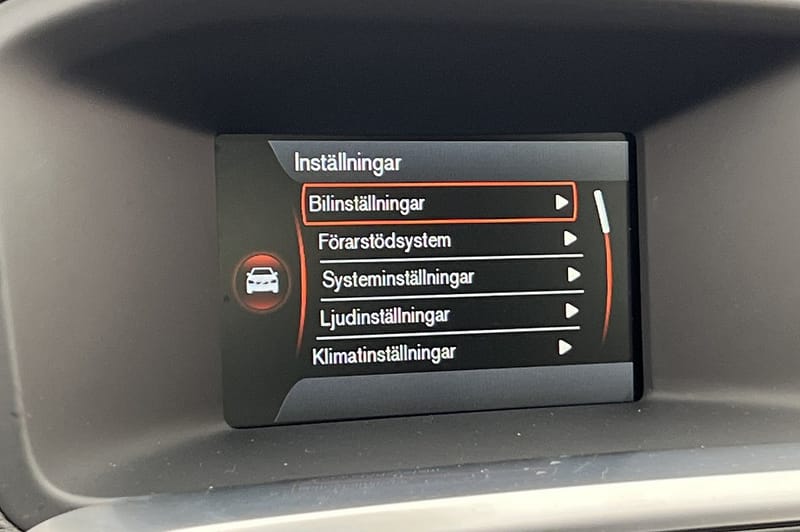 Inställningar
Bilinställningar
Förarstödsystem
Systeminställningar
Ljudinställningar
Klimatinställningar